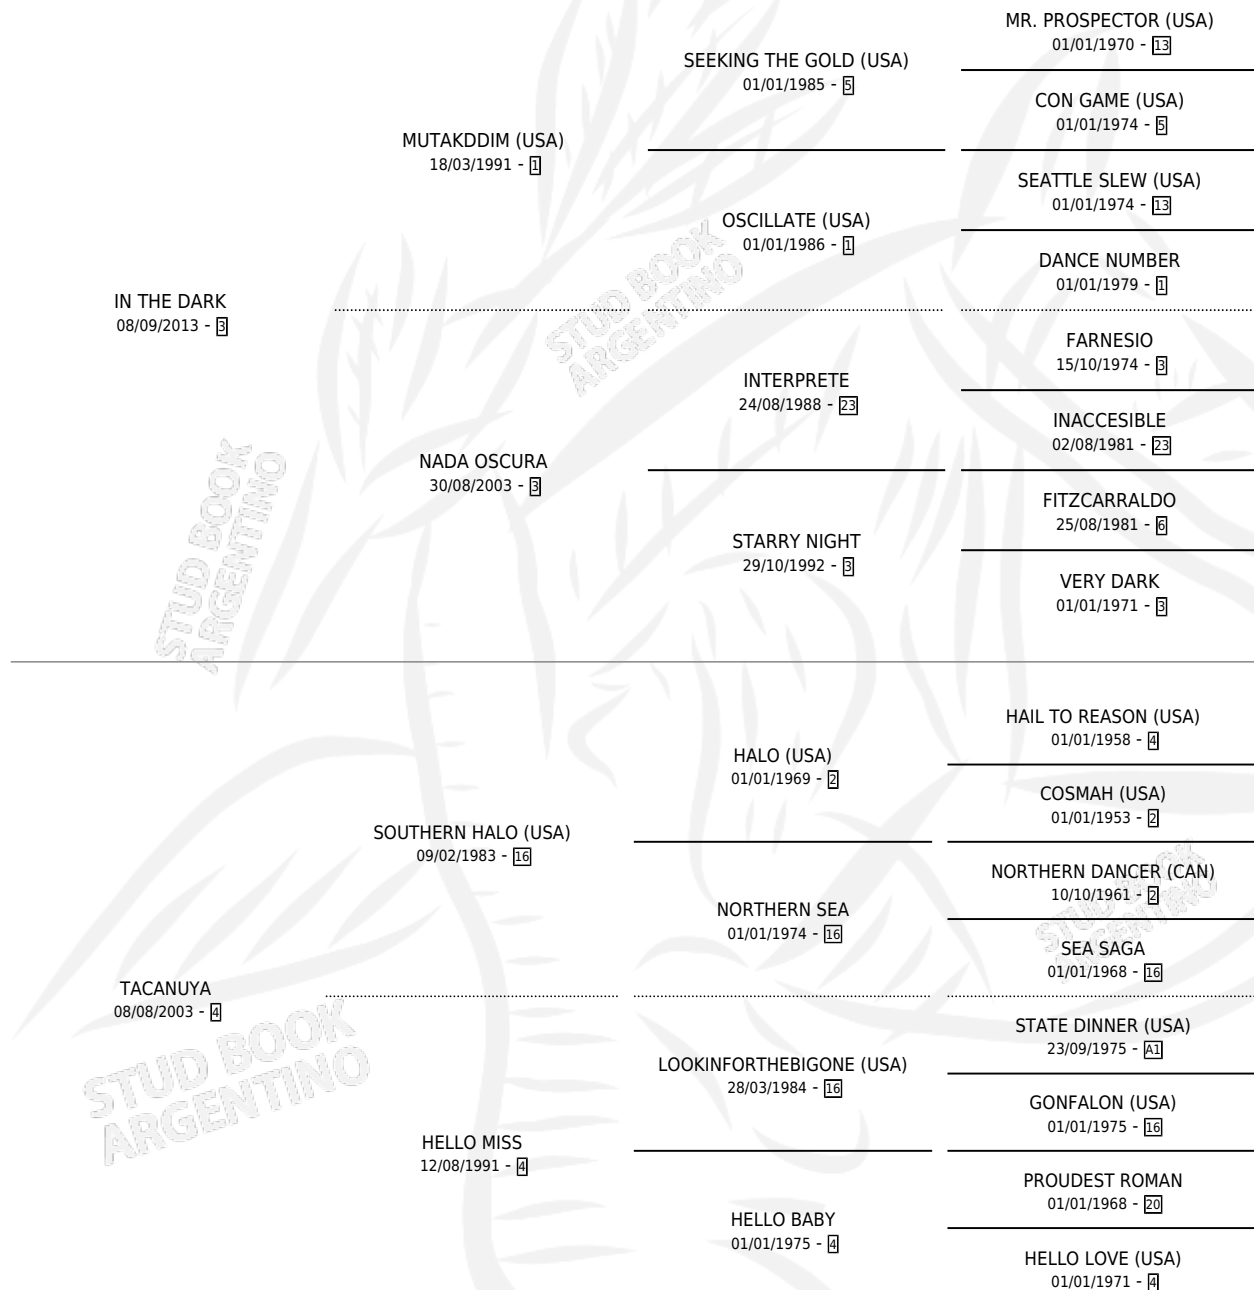 MR. PROSPECTOR (USA)
01/01/1970 - 13
SEEKING THE GOLD (USA)
01/01/1985 - 5
CON GAME (USA)
01/01/1974 - 5
MUTAKDDIM (USA)
18/03/1991 - 1
SEATTLE SLEW (USA)
01/01/1974 - 13
OSCILLATE (USA)
01/01/1986 - 1
DANCE NUMBER
01/01/1979 - 1
IN THE DARK
08/09/2013 - 3
FARNESIO
15/10/1974 - 3
INTERPRETE
24/08/1988 - 23
INACCESIBLE
02/08/1981 - 23
NADA OSCURA
30/08/2003 - 3
FITZCARRALDO
25/08/1981 - 6
STARRY NIGHT
29/10/1992 - 3
VERY DARK
01/01/1971 - 3
HAIL TO REASON (USA)
01/01/1958 - 4
HALO (USA)
01/01/1969 - 2
COSMAH (USA)
01/01/1953 - 2
SOUTHERN HALO (USA)
09/02/1983 - 16
NORTHERN DANCER (CAN)
10/10/1961 - 2
NORTHERN SEA
01/01/1974 - 16
SEA SAGA
01/01/1968 - 16
TACANUYA
08/08/2003 - 4
STATE DINNER (USA)
23/09/1975 - A1
LOOKINFORTHEBIGONE (USA)
28/03/1984 - 16
GONFALON (USA)
01/01/1975 - 16
HELLO MISS
12/08/1991 - 4
PROUDEST ROMAN
01/01/1968 - 20
HELLO BABY
01/01/1975 - 4
HELLO LOVE (USA)
01/01/1971 - 4
STUD BOOK
ARGENTINO
STUD BOOK
ARGENTINO
STUD BOOK
ARGENTINO
STUD BOOK
ARGENTINO